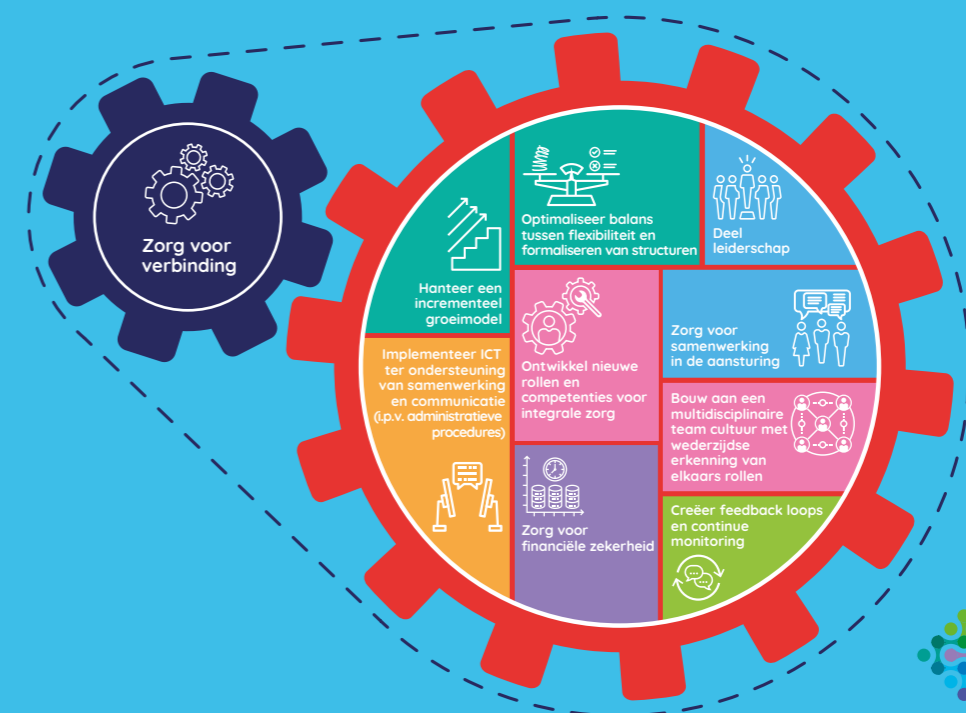 Zorg voor
verbinding
Hanteer een
incrementeel
groeimodel
Optimaliseer balans
tussen flexibiliteit en
formaliseren van structuren
Deel
leiderschap
Implementeer ICT
ter ondersteuning
van samenwerking
en communicatie
(i.p.v. administratieve
procedures)
Ontwikkel nieuwe
rollen en
competenties voor
integrale zorg
Zorg voor
samenwerking
in de aansturing
Bouw aan een
multidisciplinaire
team cultuur met
wederzijdse
erkenning van
elkaars rollen
Zorg voor
financiële zekerheid
Creëer feedback loops
en continue
monitoring